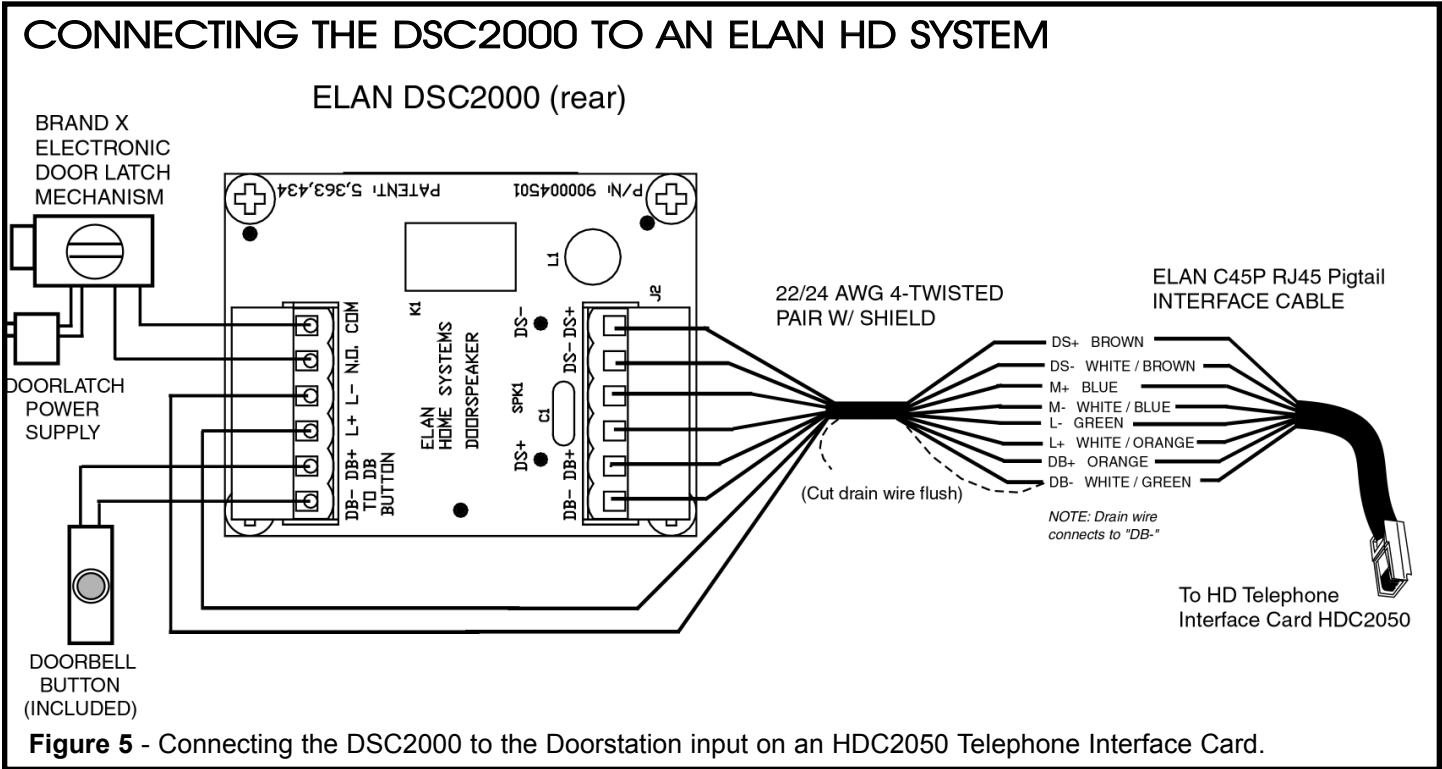 CONNECTING THE DSC2000 TO AN ELAN HD SYSTEM
ELAN DSC2000 (rear)
BRAND X
ELECTRONIC
DOOR LATCH
MECHANISM
DOORLATCH
POWER
SUPPLY
DOORBELL
BUTTON
(INCLUDED)
PATENT: 5,363,434
P/N: 900004501
L1
K1
J2
COM
N.O.
L-
L+
DB+
DB-
TO DB
BUTTON
ELAN
HOME SYSTEMS
DOORSPEAKER
DS-
SPK1
C1
DS+
DS+
DS-
DB+
DB-
22/24 AWG 4-TWISTED
PAIR W/ SHIELD
(Cut drain wire flush)
ELAN C45P RJ45 Pigtail
INTERFACE CABLE
DS+ BROWN
DS- WHITE / BROWN
M+ BLUE
M- WHITE / BLUE
L- GREEN
L+ WHITE / ORANGE
DB+ ORANGE
DB- WHITE / GREEN
NOTE: Drain wire
connects to "DB-"
To HD Telephone
Interface Card HDC2050
Figure 5 - Connecting the DSC2000 to the Doorstation input on an HDC2050 Telephone Interface Card.